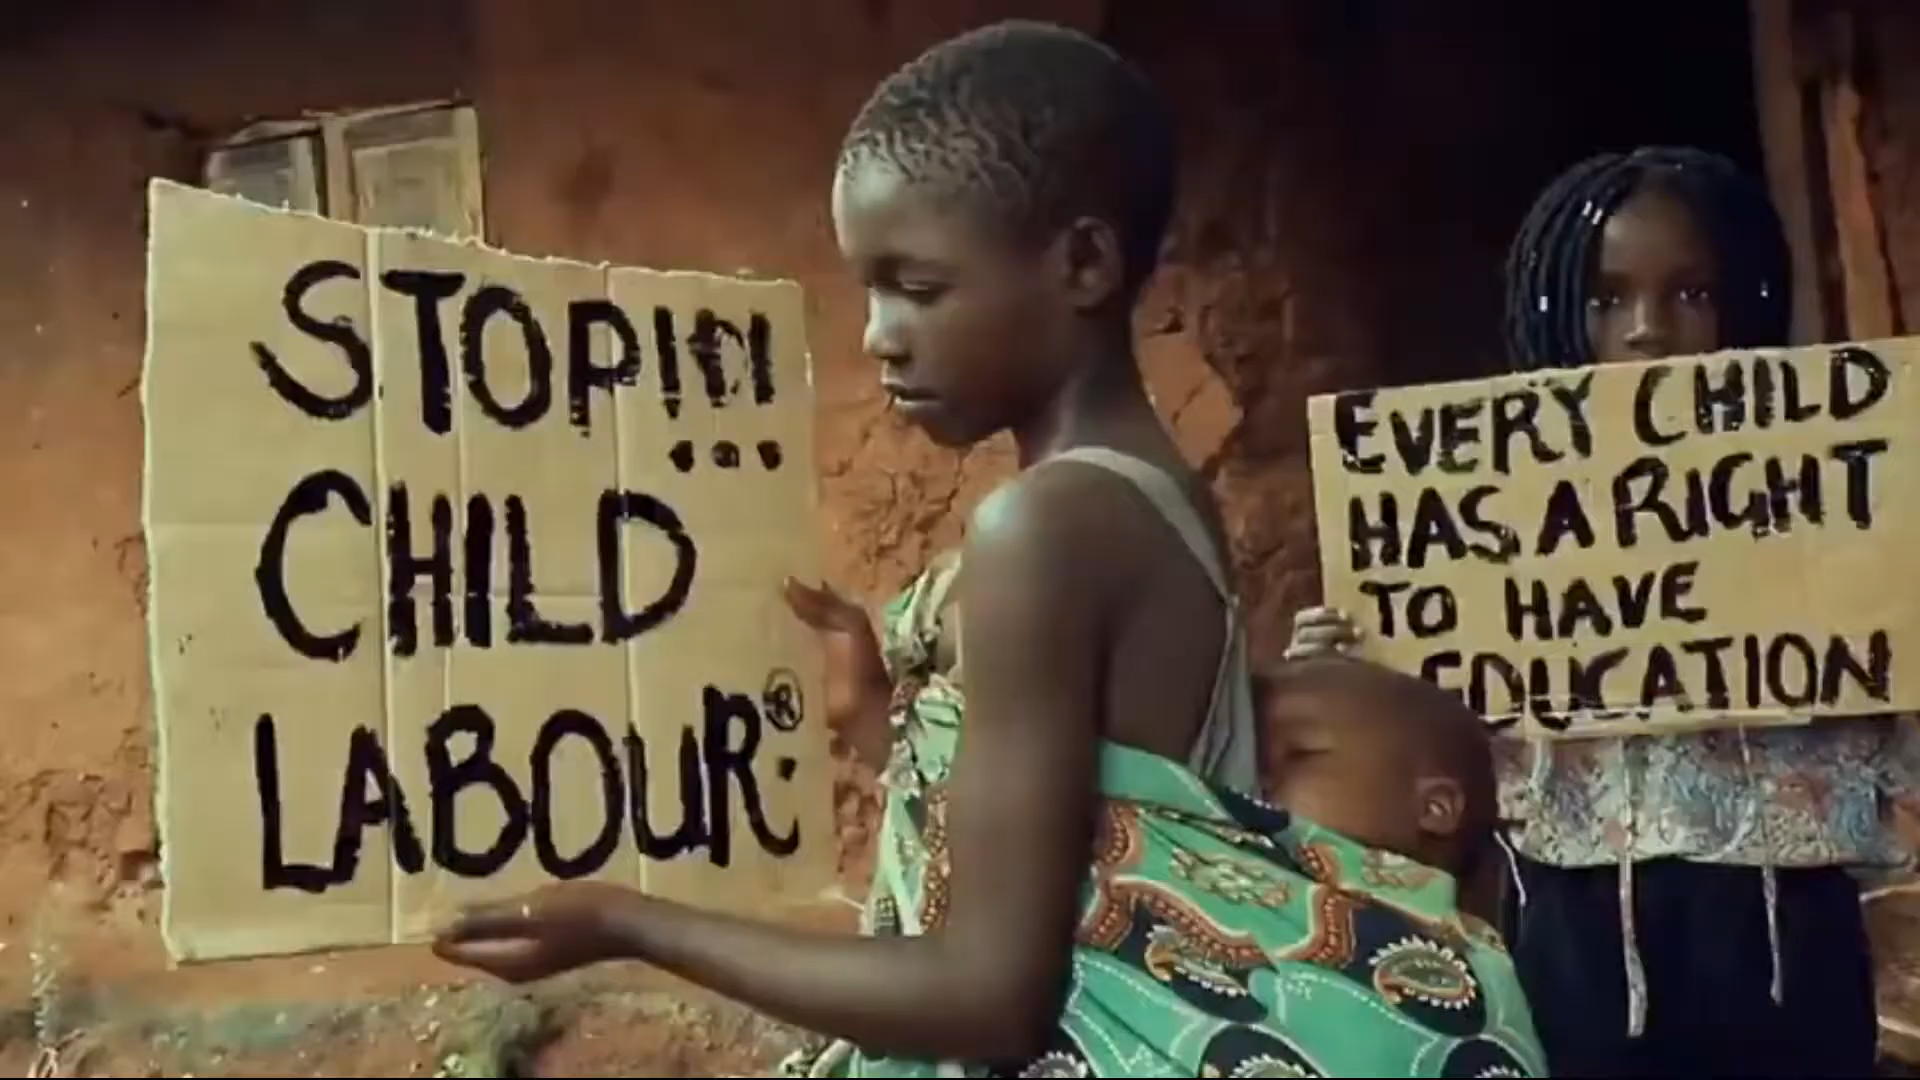 STOP!!!
CHILD
LABOUR®.
EVERY CHILD
HAS A RIGHT
TO HAVE
EDUCATION